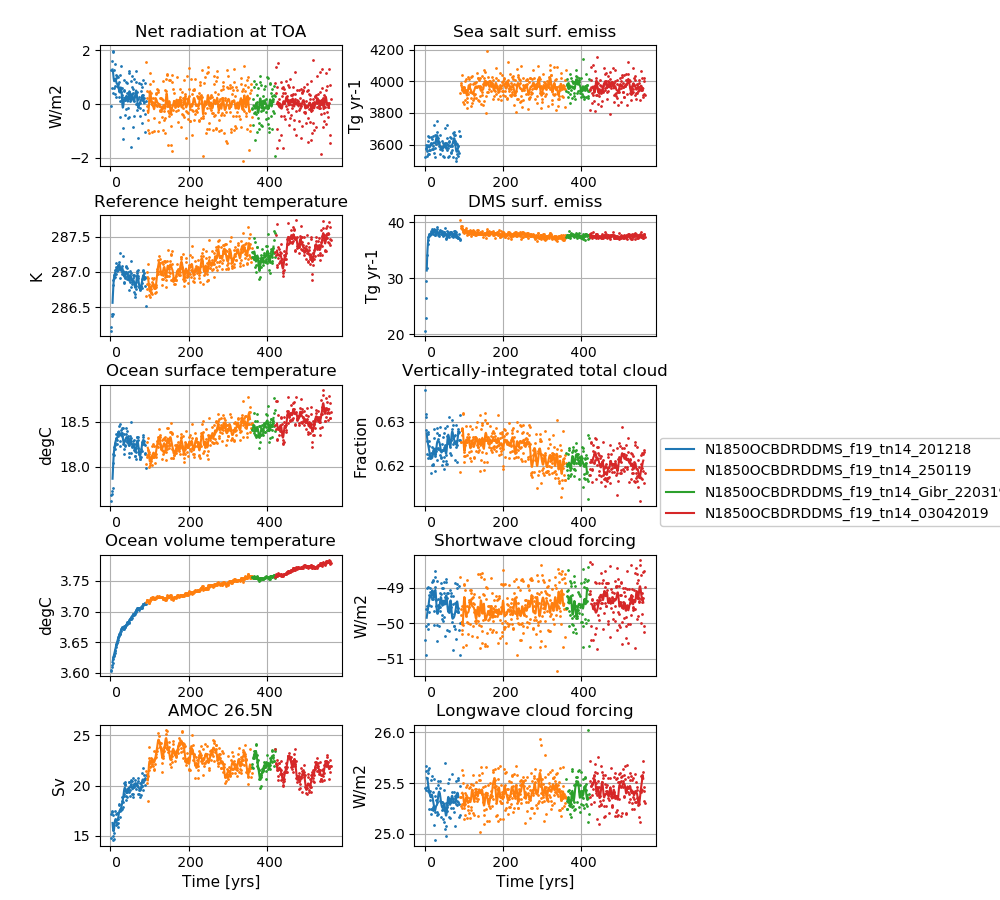 Net radiation at TOA
W/m2
2
0
−2
0 200 400
Sea salt surf. emiss
Tg yr-1
4200
4000
3800
3600
0 200 400
Reference height temperature
K
287.5
287.0
286.5
0 200 400
DMS surf. emiss
Tg yr-1
40
30
20
0 200 400
Ocean surface temperature
degC
18.5
18.0
0 200 400
Vertically-integrated total cloud
Fraction
0.63
0.62
0 200 400
N1850OCBDRDDMS_f19_tn14_201218
N1850OCBDRDDMS_f19_tn14_250119
N1850OCBDRDDMS_f19_tn14_Gibr_22031
N1850OCBDRDDMS_f19_tn14_03042019
Ocean volume temperature
degC
3.75
3.70
3.65
3.60
0 200 400
Shortwave cloud forcing
W/m2
−49
−50
−51
0 200 400
AMOC 26.5N
Sv
25
20
15
0 200 400
Time [yrs]
Longwave cloud forcing
W/m2
26.0
25.5
25.0
0 200 400
Time [yrs]